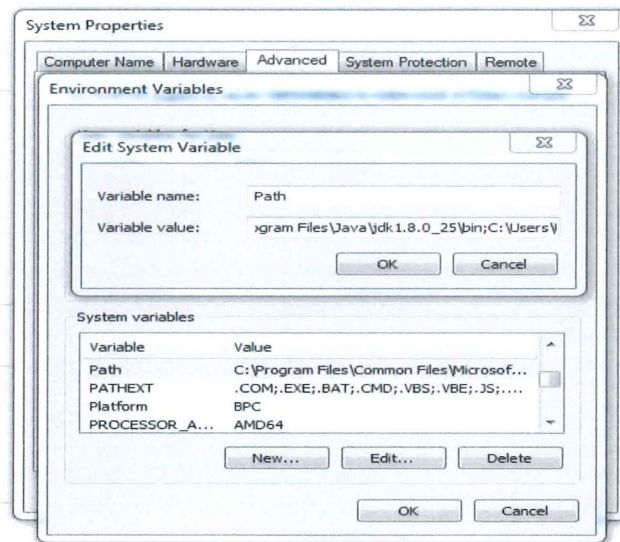 System Properties
Computer Name Hardware Advanced System Protection Remote
Environment Variables
Edit System Variable
Variable name: Path
Variable value: ogram Files\Java\jdk1.8.0_25\bin;C:\Users\
OK Cancel
System variables
Variable Value
Path C:\Program Files\Common Files\Microsof...
PATHEXT .COM;.EXE;.BAT;.CMD;.VBS;.VBE;.JS;....
Platform BPC
PROCESSOR_A... AMD64
New... Edit... Delete
OK Cancel